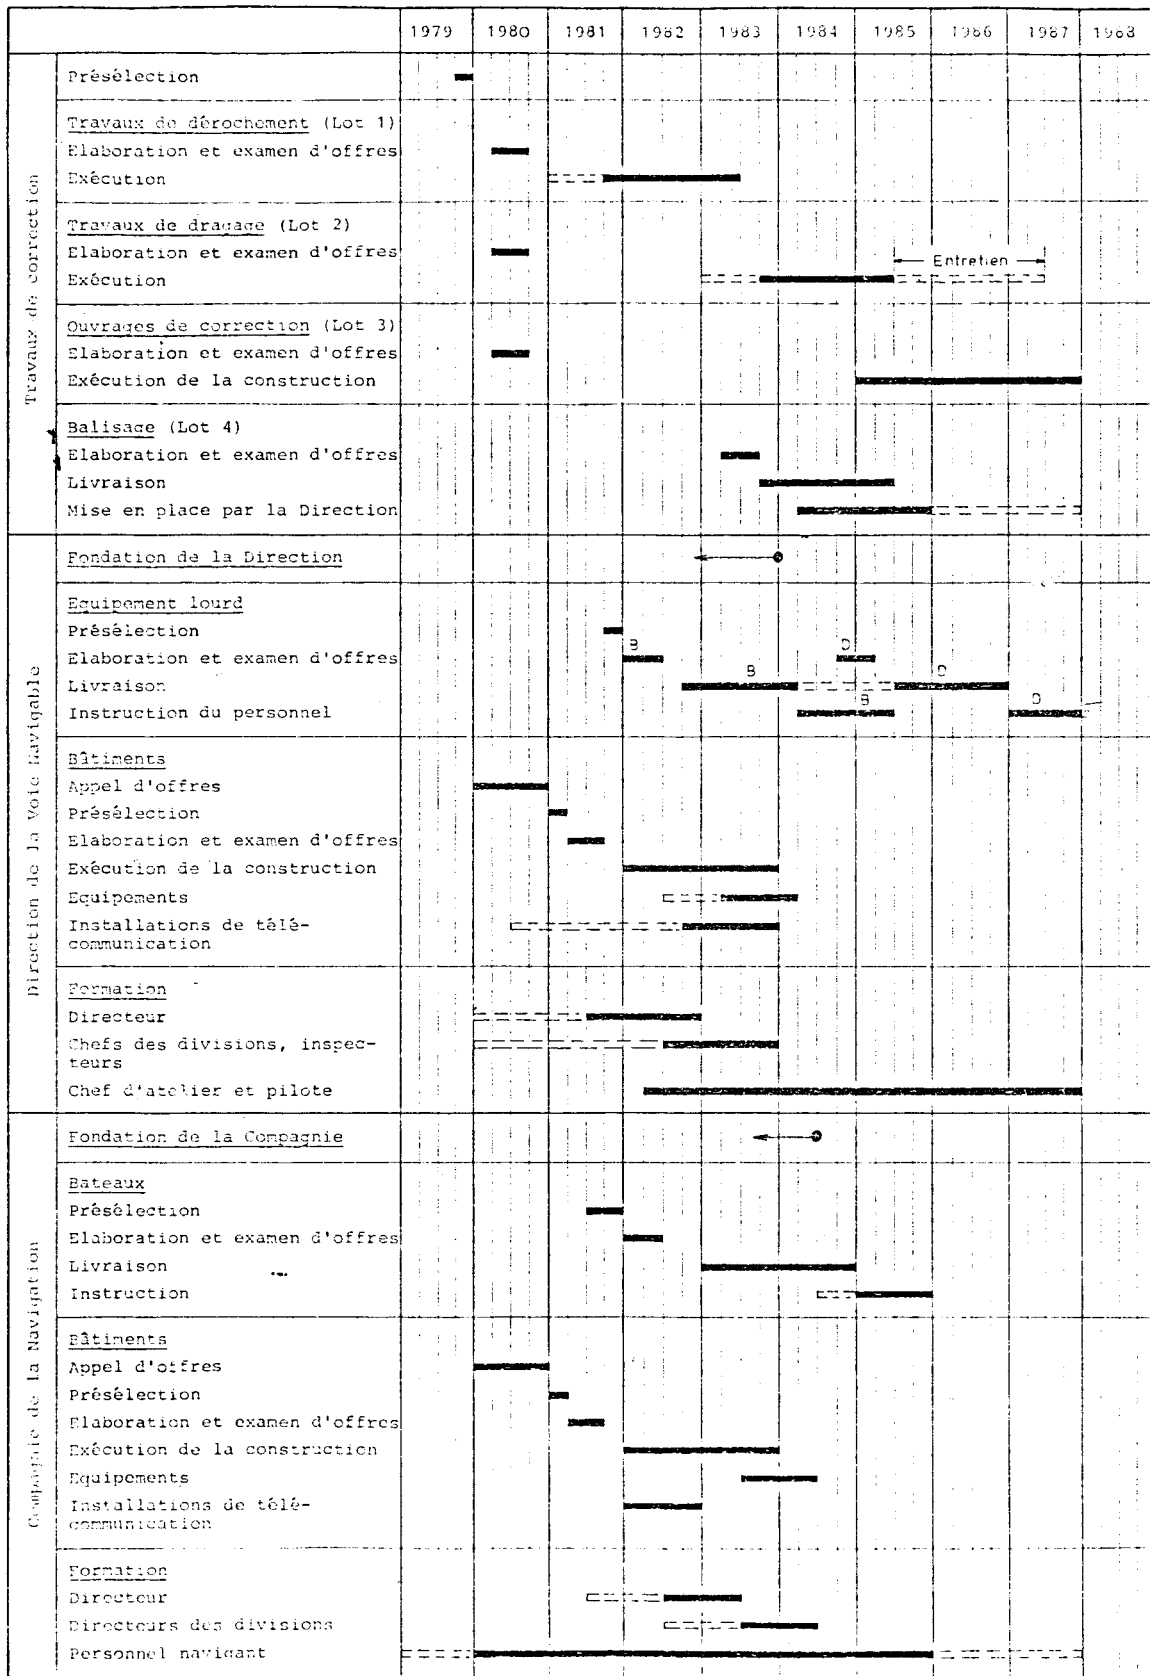 1979 1980 1981 1982 1983 1984 1985 1986 1987 1988
Travaux de correction
Présélection
Travaux de dérochement (Lot 1)
Elaboration et examen d'offres
Exécution
Travaux de dragage (Lot 2)
Elaboration et examen d'offres
Entretien
Exécution
Ouvrages de correction (Lot 3)
Elaboration et examen d'offres
Exécution de la construction
Balisage (Lot 4)
Elaboration et examen d'offres
Livraison
Mise en place par la Direction
Direction de la Voie Navigable
Fondation de la Direction
Equipement lourd
Présélection
Elaboration et examen d'offres B D
Livraison B D
Instruction du personnel B D
Bâtiments
Appel d'offres
Présélection
Elaboration et examen d'offres
Exécution de la construction
Equipements
Installations de télé-
communication
Formation
Directeur
Chefs des divisions, inspec-
teurs
Chef d'atelier et pilote
Compagnie de la Navigation
Fondation de la Compagnie
Bateaux
Présélection
Elaboration et examen d'offres
Livraison
Instruction
Bâtiments
Appel d'offres
Présélection
Elaboration et examen d'offres
Exécution de la construction
Equipements
Installations de télé-
communication
Formation
Directeur
Directeurs des divisions
Personnel navigant